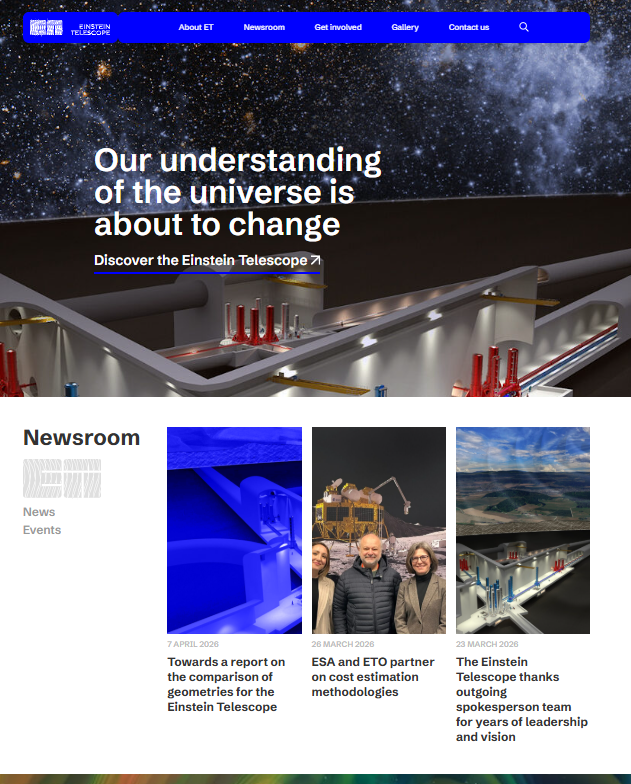 EINSTEIN
TELESCOPE
About ET
Newsroom
Get involved
Gallery
Contact us
Our understanding
of the universe is
about to change
Discover the Einstein Telescope
Newsroom
News
Events
7 APRIL 2026
Towards a report on
the comparison of
geometries for the
Einstein Telescope
26 MARCH 2026
ESA and ETO partner
on cost estimation
methodologies
23 MARCH 2026
The Einstein
Telescope thanks
outgoing
spokesperson team
for years of leadership
and vision